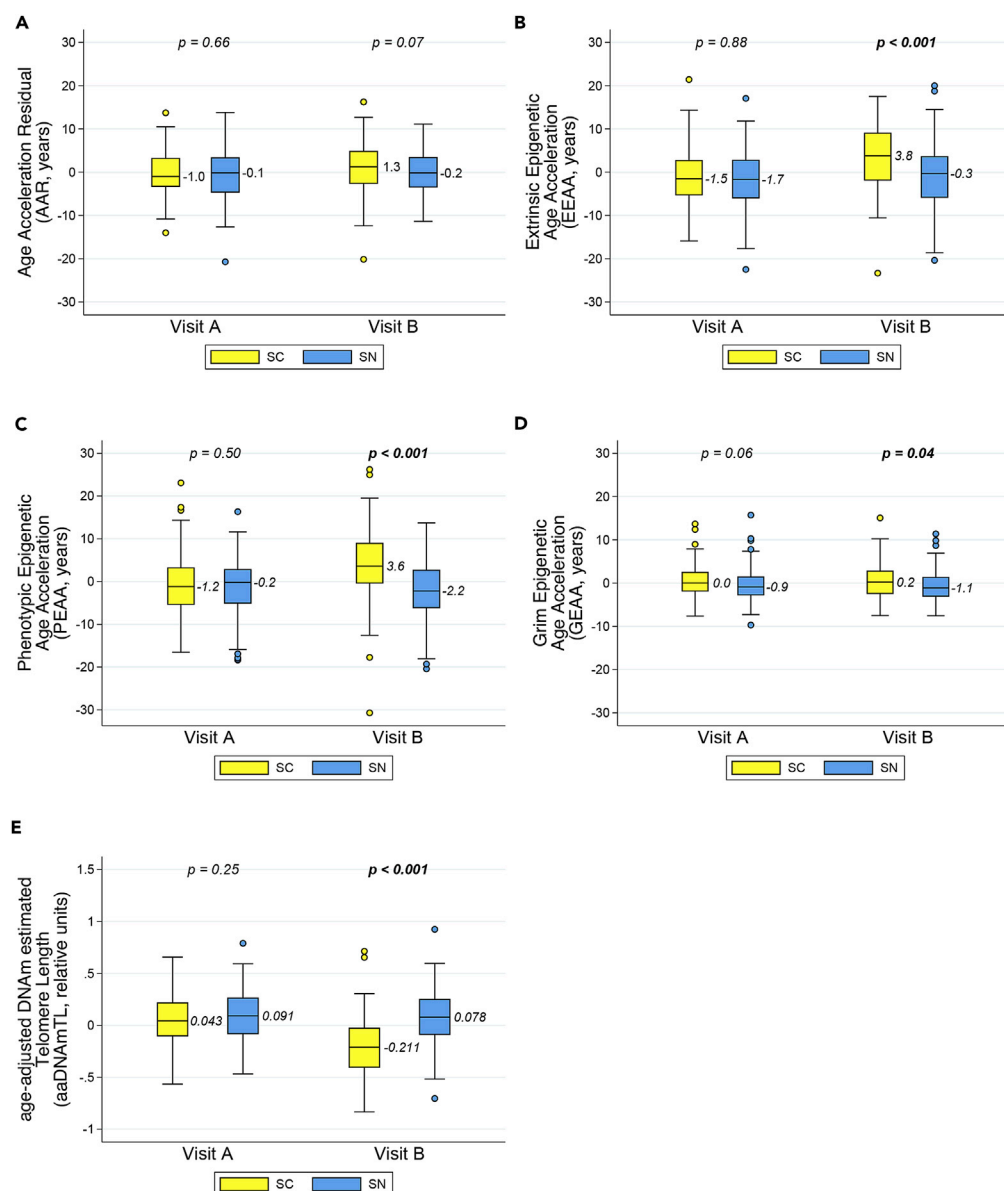 A
p = 0.66 p = 0.07
Age Acceleration Residual
(AAR, years)
30
20
10
0
-10
-20
-30
-1.0 -0.1 1.3 -0.2
Visit A Visit B
SC SN
B
p = 0.88 p < 0.001
Extrinsic Epigenetic
Age Acceleration
(EEAA, years)
30
20
10
0
-10
-20
-30
-1.5 -1.7 3.8 -0.3
Visit A Visit B
SC SN
C
p = 0.50 p < 0.001
Phenotypic Epigenetic
Age Acceleration
(PEAA, years)
30
20
10
0
-10
-20
-30
-1.2 -0.2 3.6 -2.2
Visit A Visit B
SC SN
D
p = 0.06 p = 0.04
Grim Epigenetic
Age Acceleration
(GEAA, years)
30
20
10
0
-10
-20
-30
0.0 -0.9 0.2 -1.1
Visit A Visit B
SC SN
E
p = 0.25 p < 0.001
age-adjusted DNAm estimated
Telomere Length
(aaDNAmTL, relative units)
1.5
1
.5
0
-.5
-1
0.043 0.091 -0.211 0.078
Visit A Visit B
SC SN